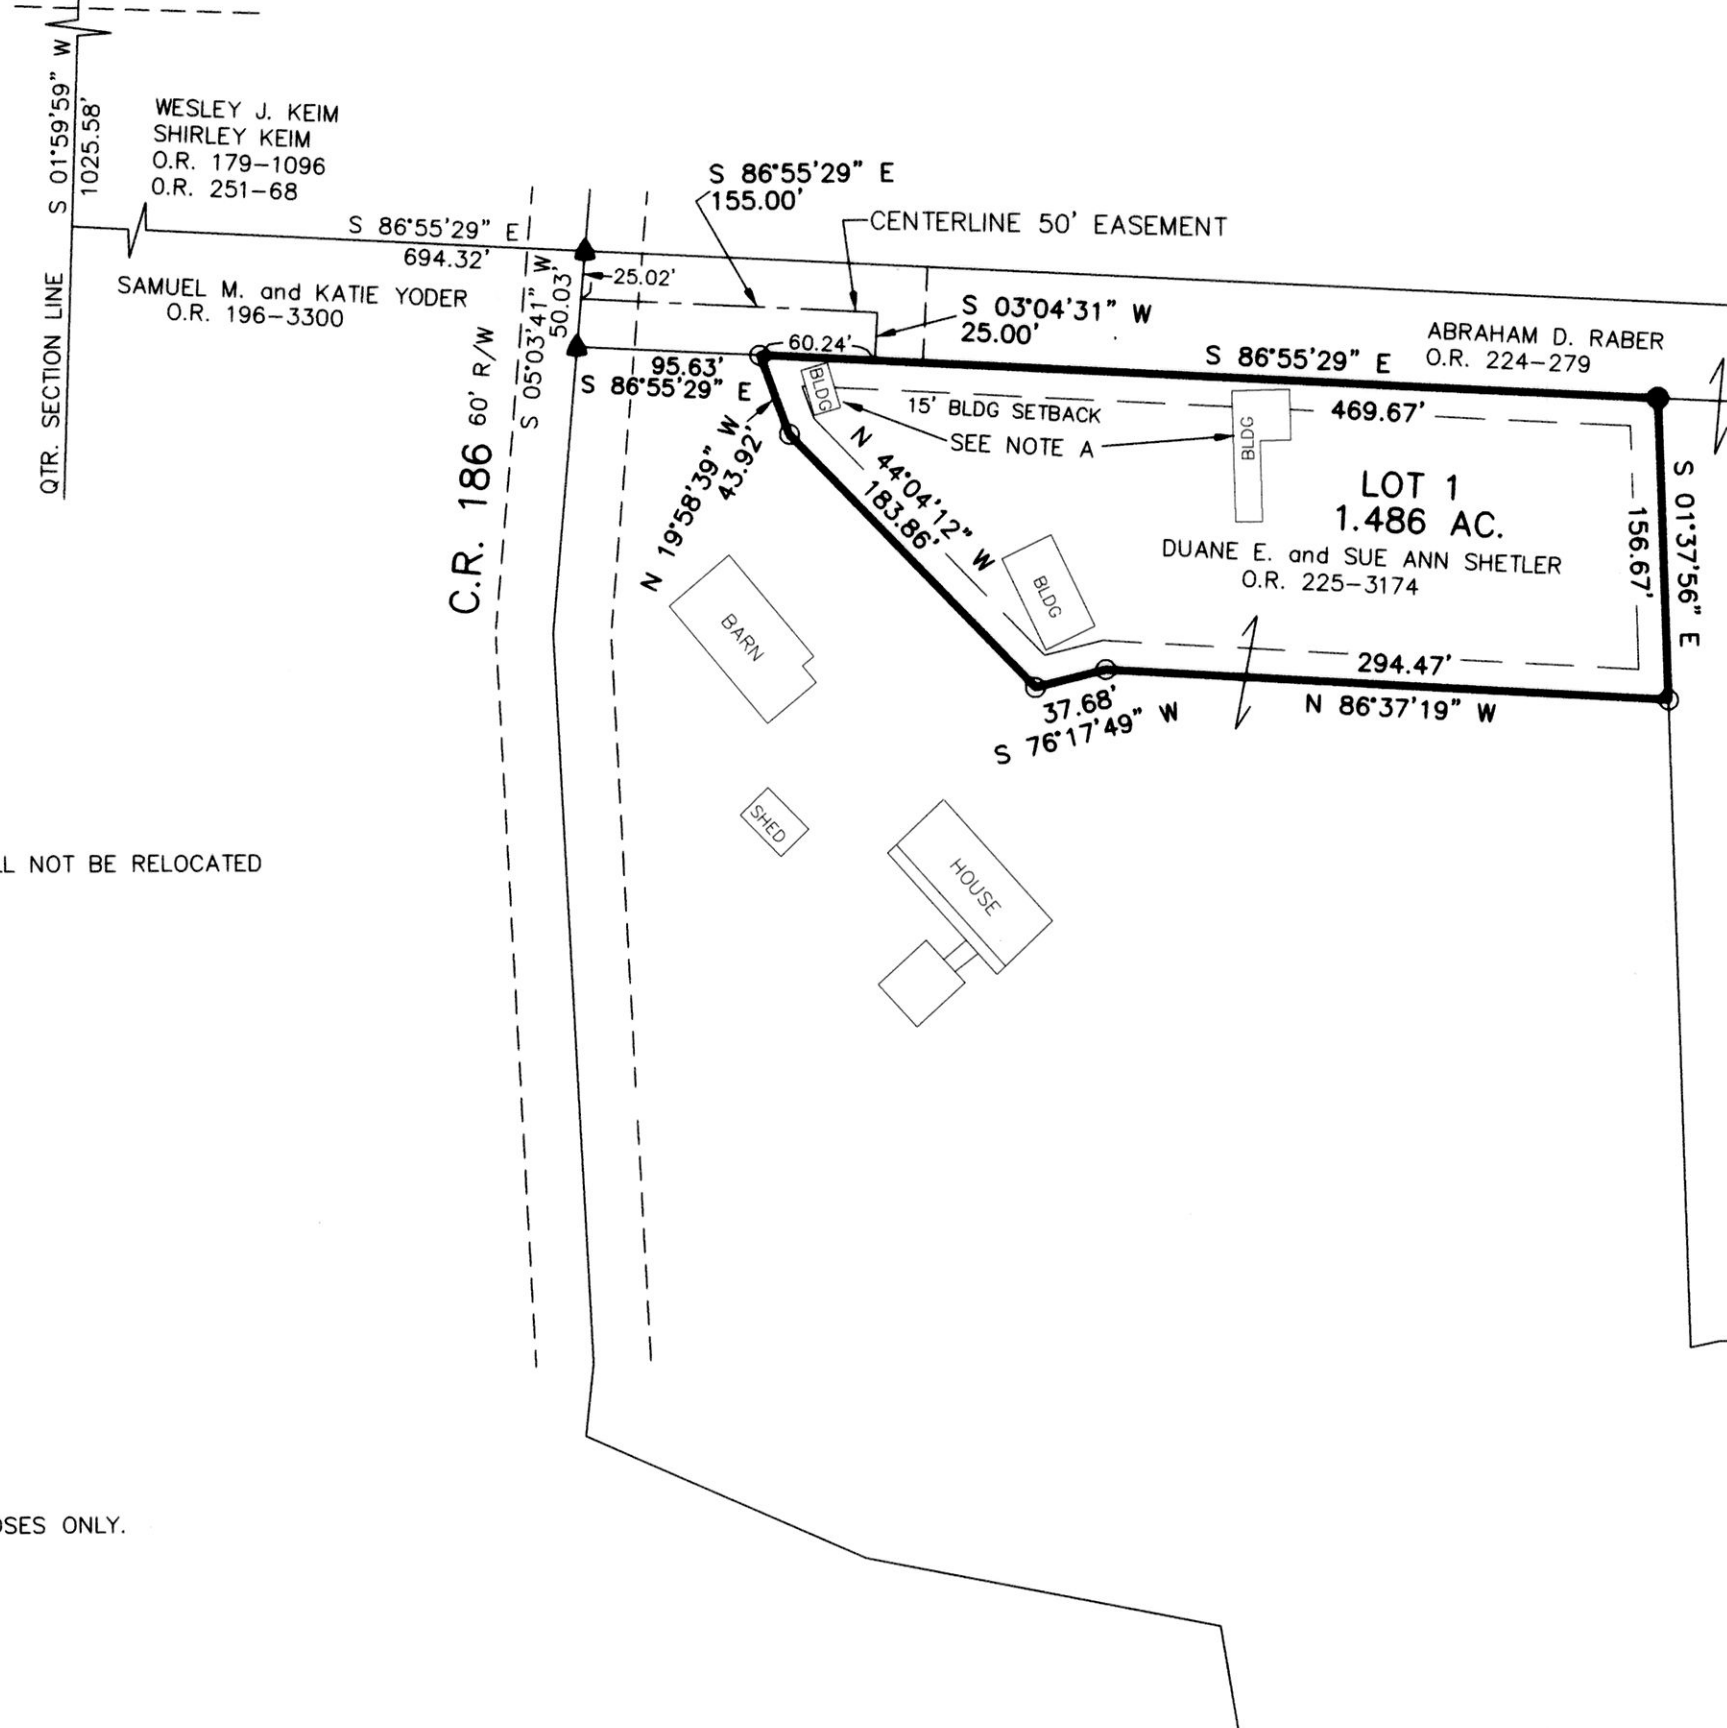 S 01°59'59" W
1025.58'
WESLEY J. KEIM
SHIRLEY KEIM
O.R. 179-1096
O.R. 251-68
S 86°55'29" E
694.32'
SAMUEL M. and KATIE YODER
O.R. 196-3300
QTR. SECTION LINE
S 86°55'29" E
155.00'
CENTERLINE 50' EASEMENT
25.02'
S 05°03'41" W
50.03'
S 03°04'31" W
25.00'
60.24'
95.63'
S 86°55'29" E
ABRAHAM D. RABER
O.R. 224-279
S 86°55'29" E
469.67'
15' BLDG SETBACK
SEE NOTE A
BLDG
BLDG
C.R. 186 60' R/W
N 19°58'39" W
43.92'
N 44°04'12" W
183.86'
LOT 1
1.486 AC.
DUANE E. and SUE ANN SHETLER
O.R. 225-3174
156.67'
S 01°37'56" E
BLDG
BARN
294.47'
N 86°37'19" W
37.68'
S 76°17'49" W
SHED
HOUSE
NOT BE RELOCATED
ONLY.